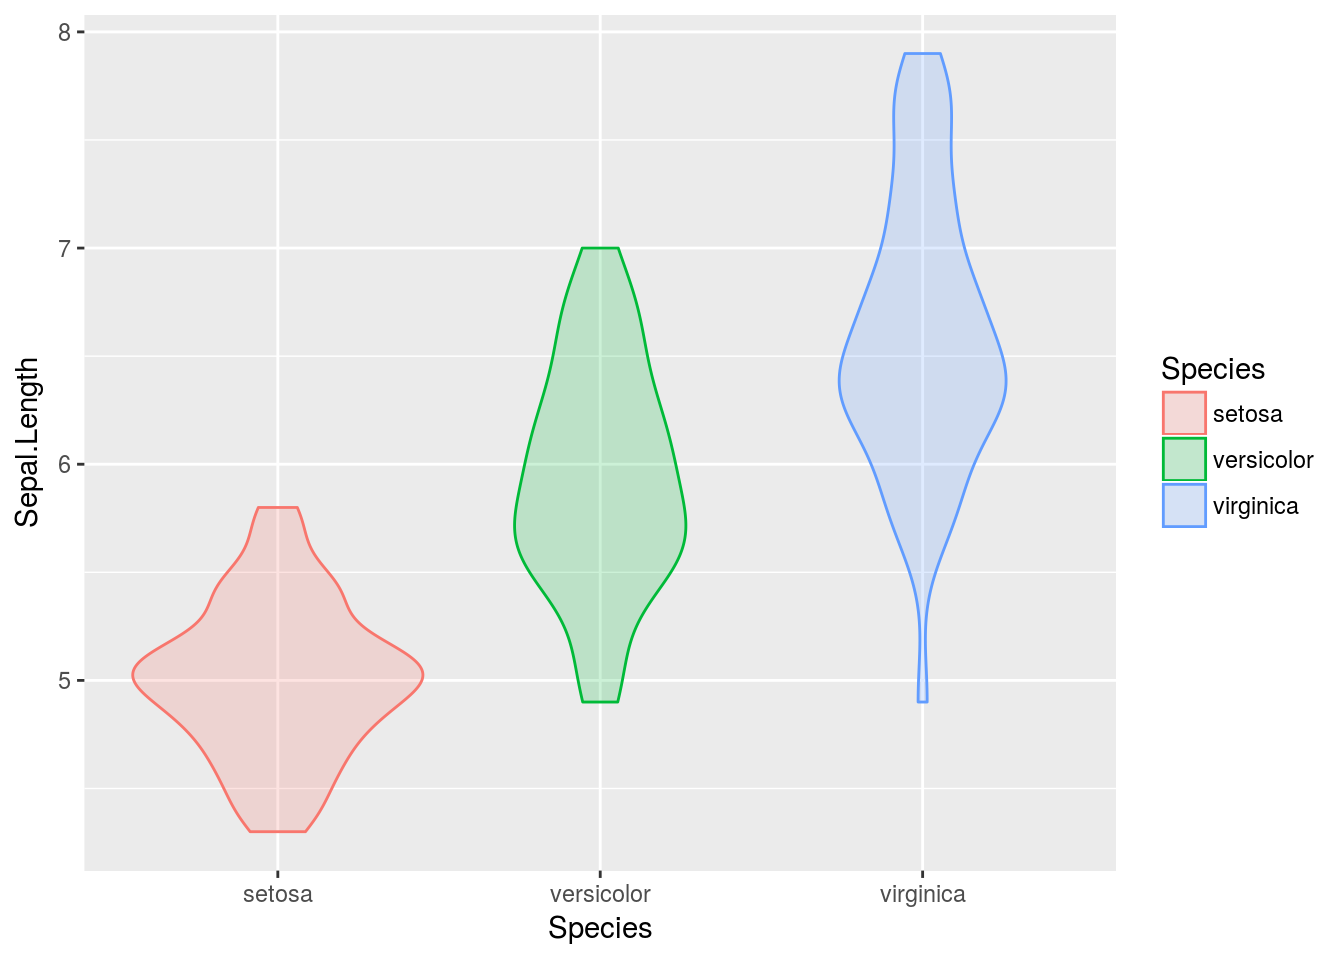 8
7
6
5
Sepal.Length
setosa
versicolor
virginica
Species
Species
setosa
versicolor
virginica